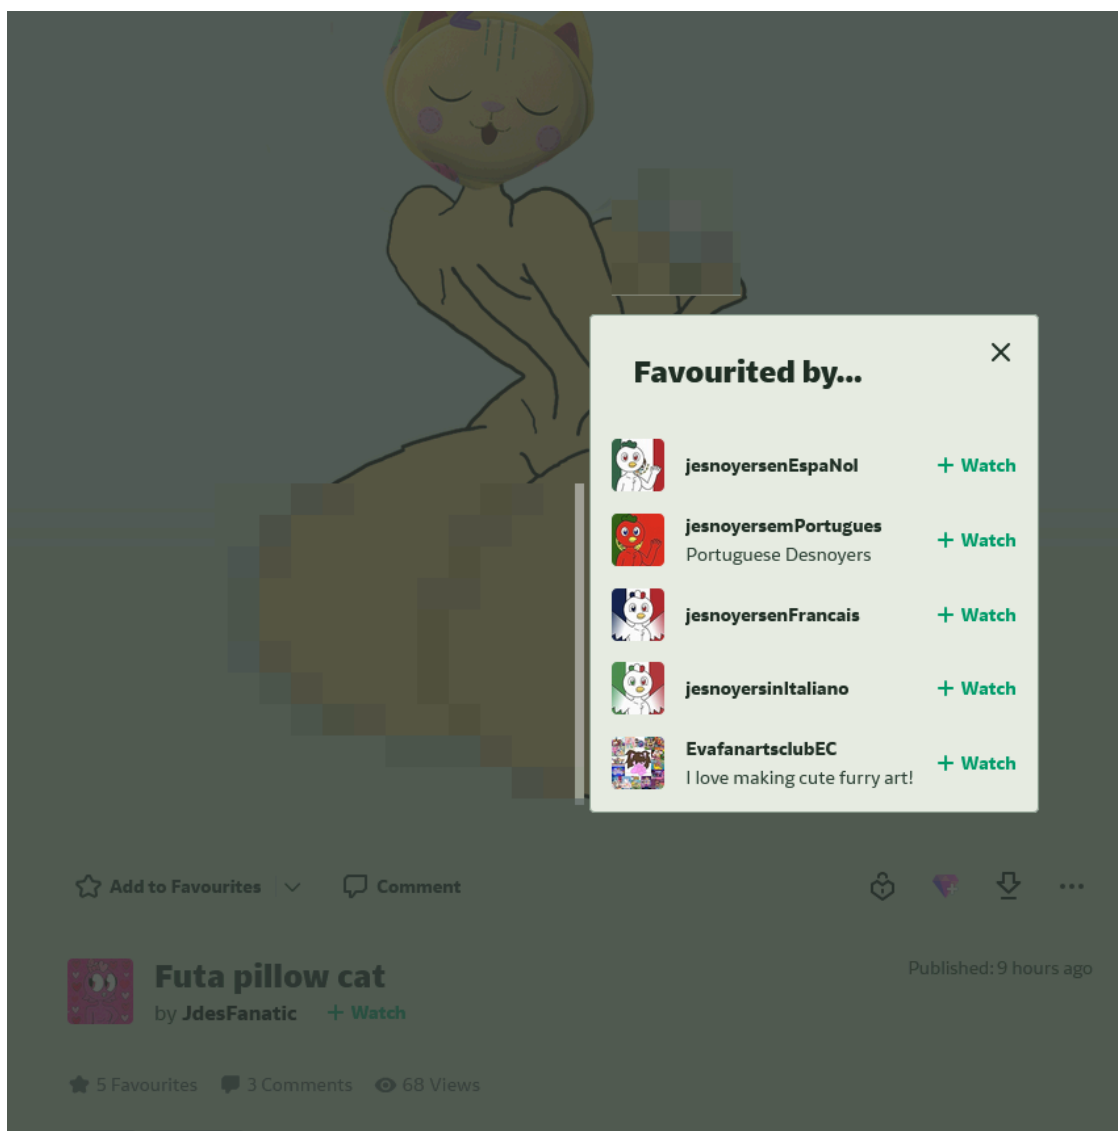 Favourited by...
jesnoyersenEspaNol
+ Watch
jesnoyersemPortugues
Portuguese Desnoyers
+ Watch
jesnoyersenFrancais
+ Watch
jesnoyersinItaliano
+ Watch
EvafanartsclubEC
I love making cute furry art!
+ Watch
Add to Favourites
Comment
Futa pillow cat
by JdesFanatic + Watch
Published: 9 hours ago
5 Favourites 3 Comments 68 Views